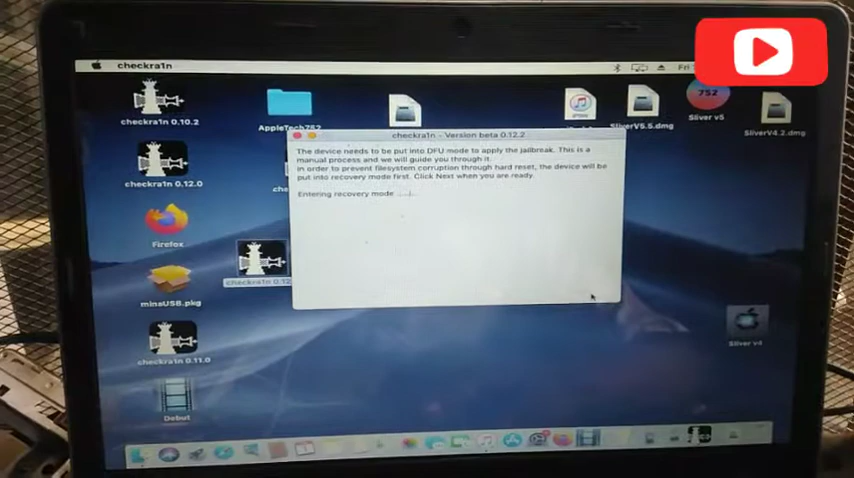 checkra1n
Fri
checkra1n 0.10.2
AppleTech752
752
SliverV5.5.dmg
Sliver v5
SliverV4.2.dmg
checkra1n - Version beta 0.12.2
The device needs to be put into DFU mode to apply the jailbreak. This is a
manual process and we will guide you through it.
In order to prevent filesystem corruption through hard reset, the device will be
put into recovery mode first. Click Next when you are ready.
Entering recovery mode
checkra1n 0.12.0
Firefox
checkra1n 0.12
minaUSB.pkg
Sliver v4
checkra1n 0.11.0
Debut